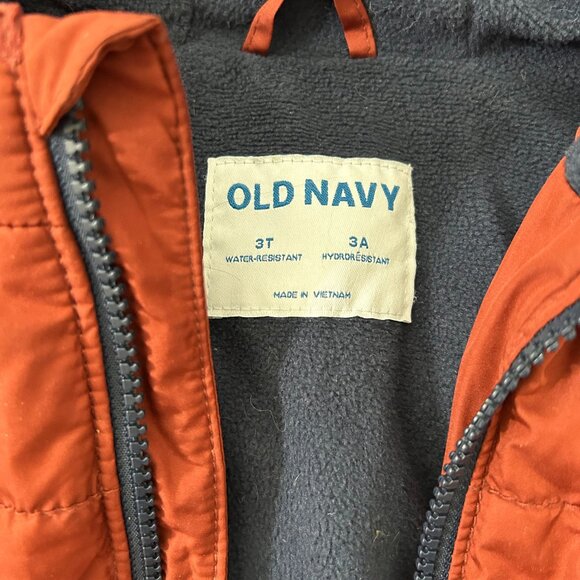 OLD NAVY
3T 3A
WATER-RESISTANT HYDRORÉSISTANT
MADE IN VIETNAM